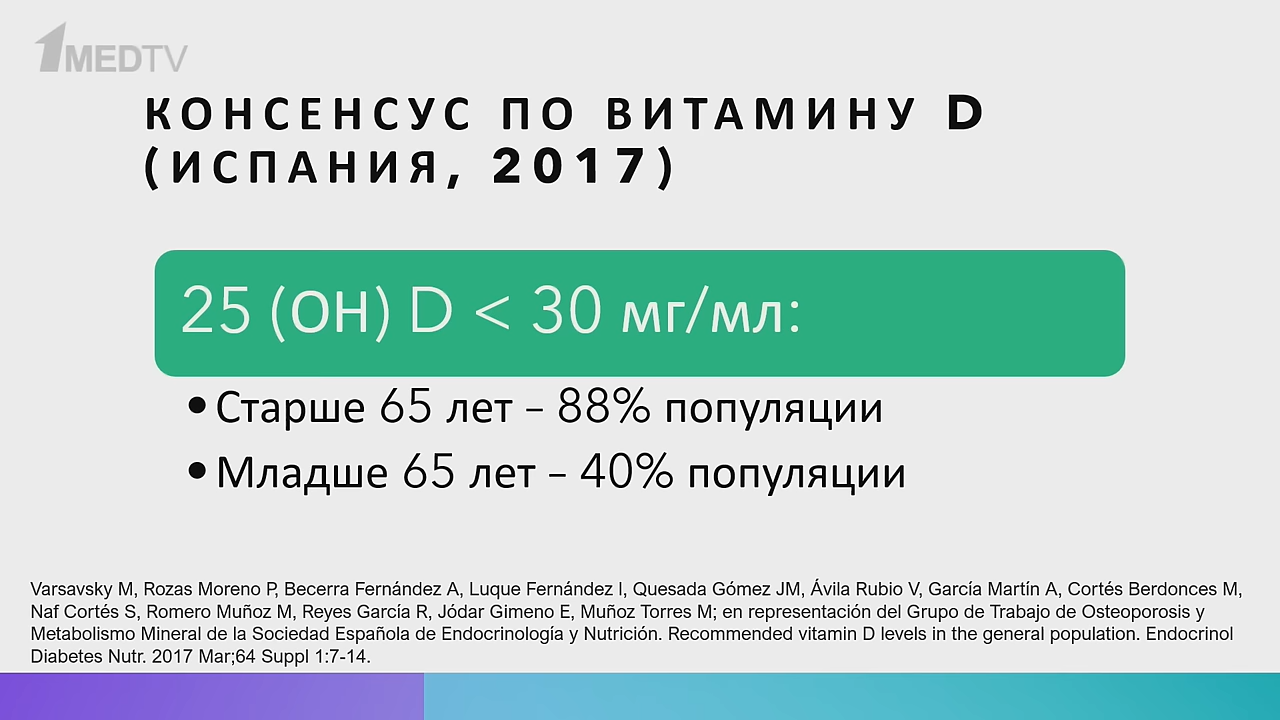 1MEDTV
КОНСЕНСУС ПО ВИТАМИНУ D
(ИСПАНИЯ, 2017)
25 (ОН) D < 30 мг/мл:
•Старше 65 лет – 88% популяции
•Младше 65 лет – 40% популяции
Varsavsky M, Rozas Moreno P, Becerra Fernández A, Luque Fernández I, Quesada Gómez JM, Ávila Rubio V, García Martín A, Cortés Berdonces M,
Naf Cortés S, Romero Muñoz M, Reyes García R, Jódar Gimeno E, Muñoz Torres M; en representación del Grupo de Trabajo de Osteoporosis y
Metabolismo Mineral de la Sociedad Española de Endocrinología y Nutrición. Recommended vitamin D levels in the general population. Endocrinol
Diabetes Nutr. 2017 Mar;64 Suppl 1:7-14.